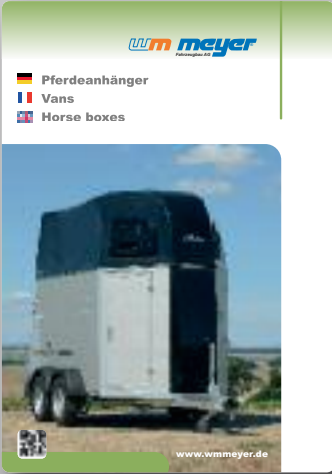 wm meyer
Fahrzeugbau AG
Pferdeanhänger
Vans
Horse boxes
www.wmmeyer.de